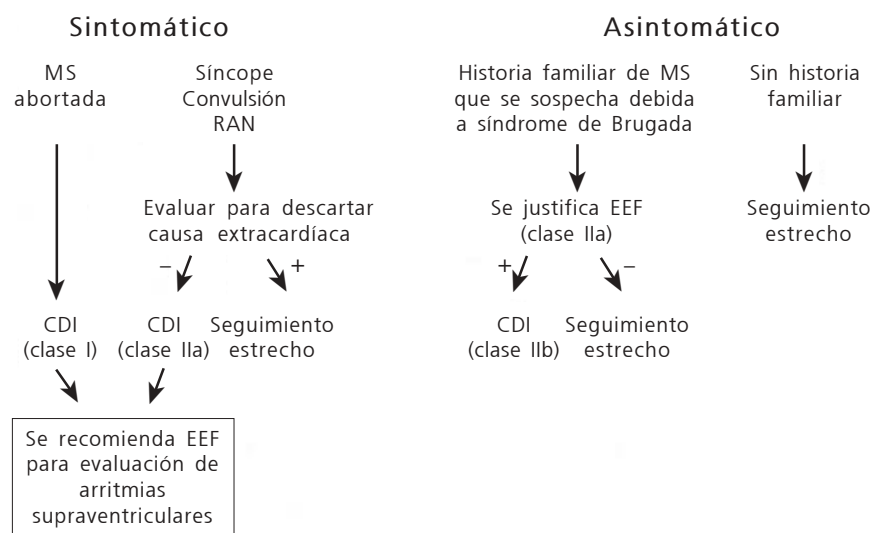 Sintomático
MS
abortada
Síncope
Convulsión
RAN
Evaluar para descartar
causa extracardíaca
–
+
CDI
(clase I)
CDI
(clase IIa)
Seguimiento
estrecho
Se recomienda EEF
para evaluación de
arritmias
supraventriculares
Asintomático
Historia familiar de MS
que se sospecha debida
a síndrome de Brugada
Se justifica EEF
(clase IIa)
+
–
CDI
(clase IIb)
Seguimiento
estrecho
Sin historia
familiar
Seguimiento
estrecho